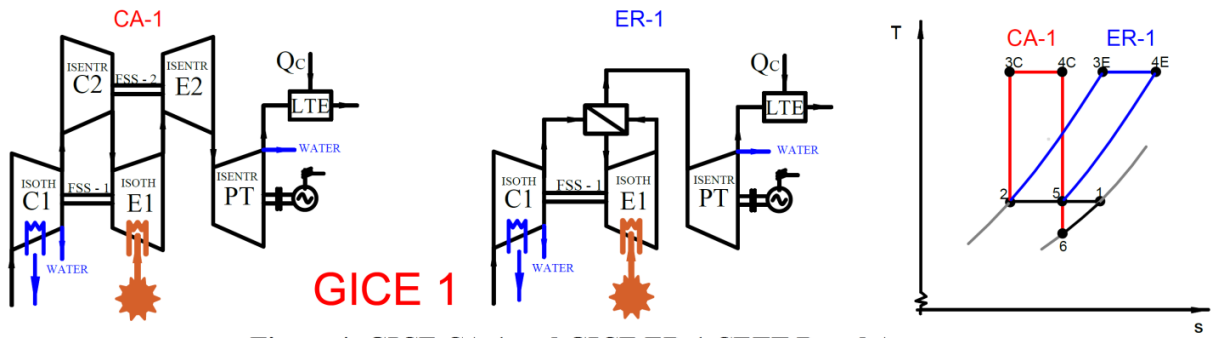 CA-1
ISENTR
C2
FSS - 2
ISENTR
E2
QC
LTE
WATER
ISOTH
C1
FSS - 1
ISOTH
E1
ISENTR
PT
WATER
GICE 1
ER-1
QC
LTE
WATER
ISOTH
C1
FSS - 1
ISOTH
E1
ISENTR
PT
WATER
T
CA-1
ER-1
3C
4C
3E
4E
2
5
1
6
s